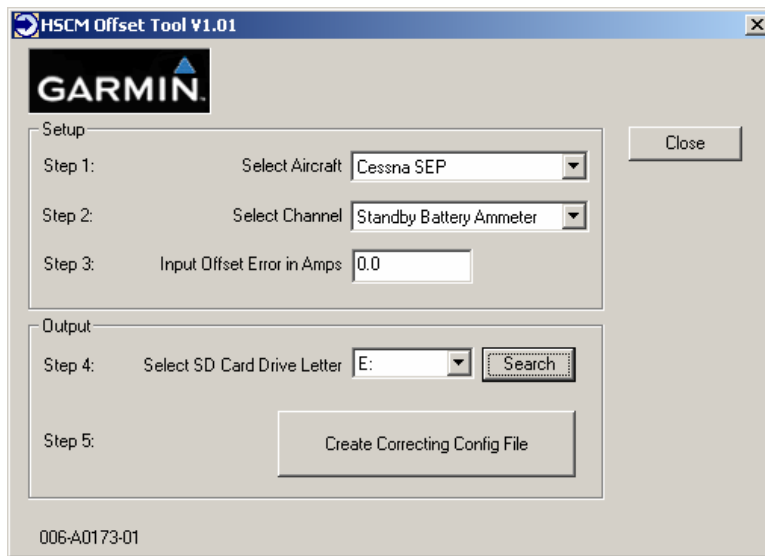 HSCM Offset Tool V1.01
GARMIN.
Setup
Close
Step 1: Select Aircraft Cessna SEP
Step 2: Select Channel Standby Battery Ammeter
Step 3: Input Offset Error in Amps 0.0
Output
Step 4: Select SD Card Drive Letter E: Search
Step 5: Create Correcting Config File
006-A0173-01